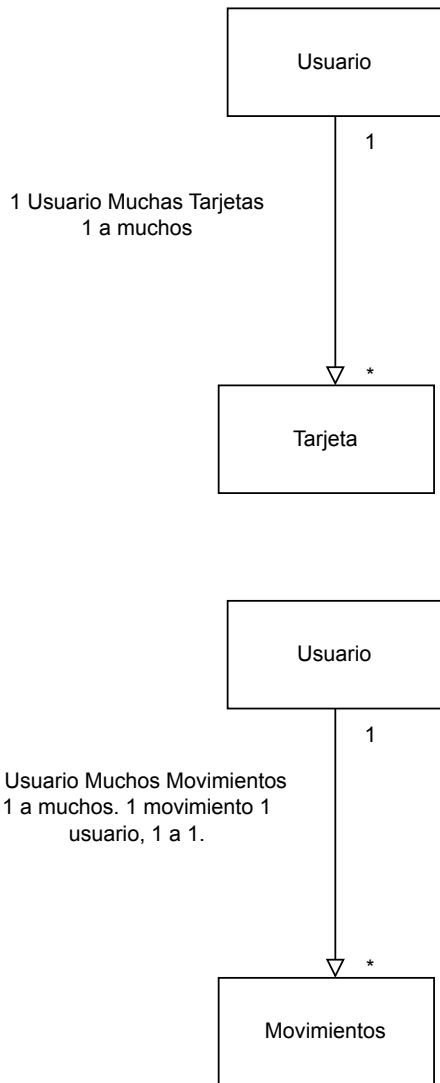 Usuario
1
1 Usuario Muchas Tarjetas
1 a muchos
*
Tarjeta
Usuario
1
Usuario Muchos Movimientos
1 a muchos. 1 movimiento 1
usuario, 1 a 1.
*
Movimientos